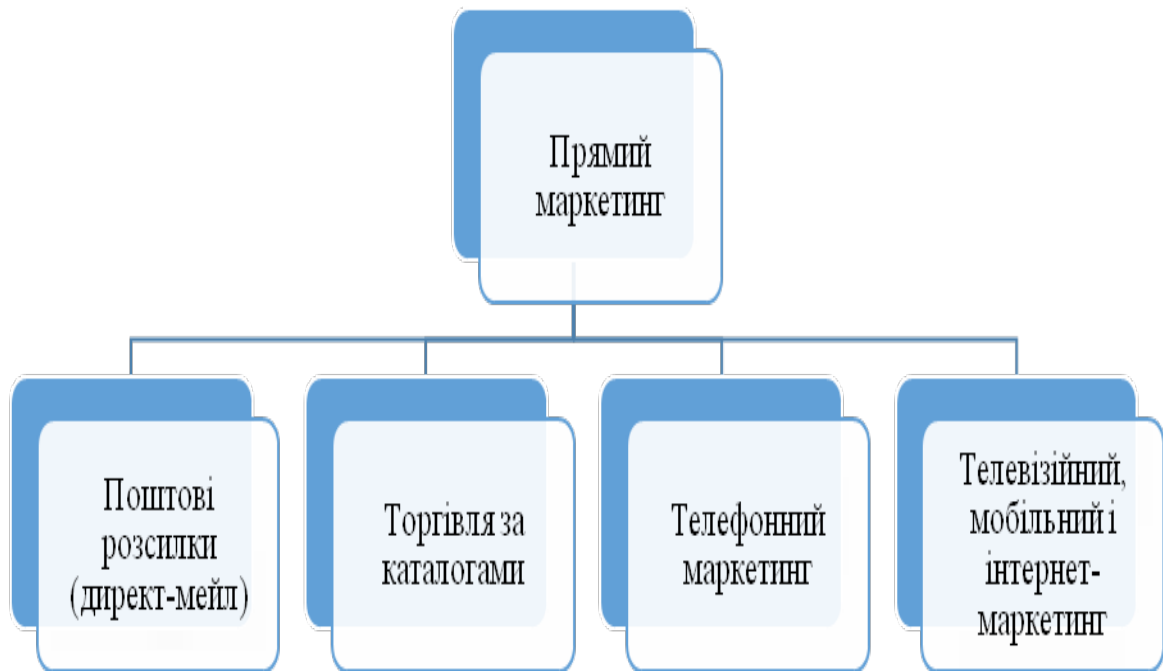 Прямий
маркетинг
Поштові
розсилки
(директ-мейл)
Торгівля за
каталогами
Телефонний
маркетинг
Телевізійний,
мобільний і
інтернет-
маркетинг